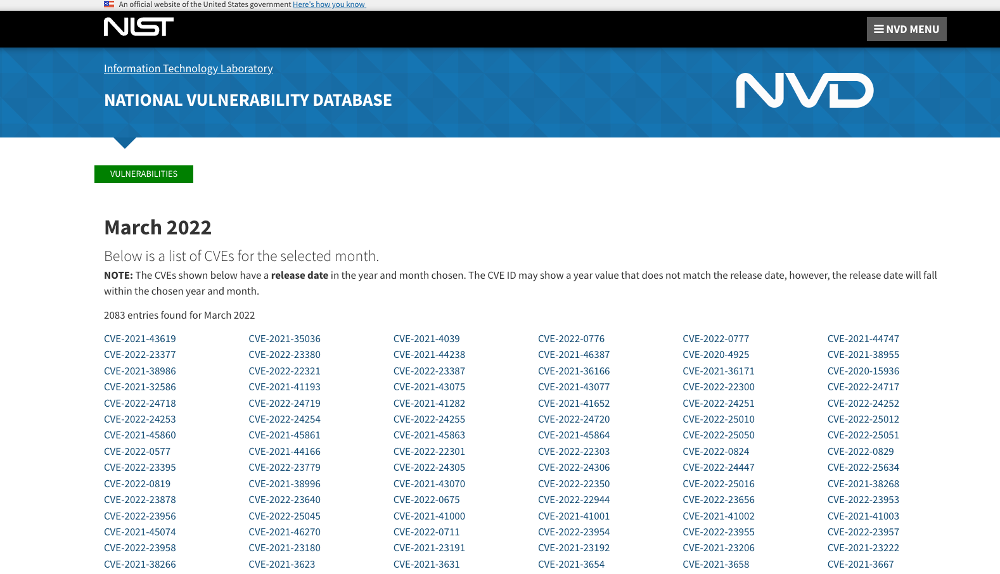 An official website of the United States government Here's how you know
NIST
NVD MENU
Information Technology Laboratory
NATIONAL VULNERABILITY DATABASE
NVD
VULNERABILITIES
March 2022
Below is a list of CVEs for the selected month.
NOTE: The CVEs shown below have a release date in the year and month chosen. The CVE ID may show a year value that does not match the release date, however, the release date will fall
within the chosen year and month.
2083 entries found for March 2022
CVE-2021-43619 CVE-2021-35036 CVE-2021-4039 CVE-2022-0776 CVE-2022-0777 CVE-2021-44747
CVE-2022-23377 CVE-2022-23380 CVE-2021-44238 CVE-2021-46387 CVE-2020-4925 CVE-2021-38955
CVE-2021-38986 CVE-2022-22321 CVE-2022-23387 CVE-2021-36166 CVE-2021-36171 CVE-2020-15936
CVE-2021-32586 CVE-2021-41193 CVE-2021-43075 CVE-2021-43077 CVE-2022-22300 CVE-2022-24717
CVE-2022-24718 CVE-2022-24719 CVE-2021-41282 CVE-2021-41652 CVE-2022-24251 CVE-2022-24252
CVE-2022-24253 CVE-2022-24254 CVE-2022-24255 CVE-2022-24720 CVE-2022-25010 CVE-2022-25012
CVE-2021-45860 CVE-2021-45861 CVE-2021-45863 CVE-2021-45864 CVE-2022-25050 CVE-2022-25051
CVE-2022-0577 CVE-2021-44166 CVE-2022-22301 CVE-2022-22303 CVE-2022-0824 CVE-2022-0829
CVE-2022-23395 CVE-2022-23779 CVE-2022-24305 CVE-2022-24306 CVE-2022-24447 CVE-2022-25634
CVE-2022-0819 CVE-2021-38996 CVE-2021-43070 CVE-2022-22350 CVE-2022-25016 CVE-2021-38268
CVE-2022-23878 CVE-2022-23640 CVE-2022-0675 CVE-2022-22944 CVE-2022-23656 CVE-2022-23953
CVE-2022-23956 CVE-2022-25045 CVE-2021-41000 CVE-2021-41001 CVE-2021-41002 CVE-2021-41003
CVE-2021-45074 CVE-2021-46270 CVE-2022-0711 CVE-2022-23954 CVE-2022-23955 CVE-2022-23957
CVE-2022-23958 CVE-2021-23180 CVE-2021-23191 CVE-2021-23192 CVE-2021-23206 CVE-2021-23222
CVE-2021-38266 CVE-2021-3623 CVE-2021-3631 CVE-2021-3654 CVE-2021-3658 CVE-2021-3667